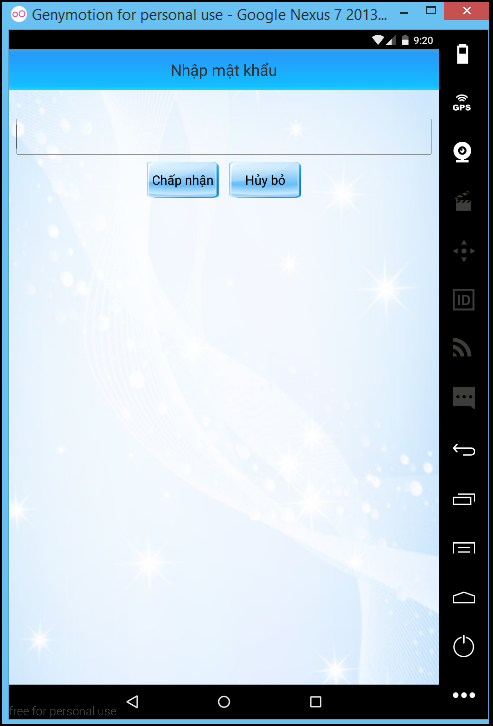 Genymotion for personal use - Google Nexus 7 2013...
9:20
Nhập mật khẩu
GPS
Chấp nhận
Hủy bỏ
ID
free for personal use